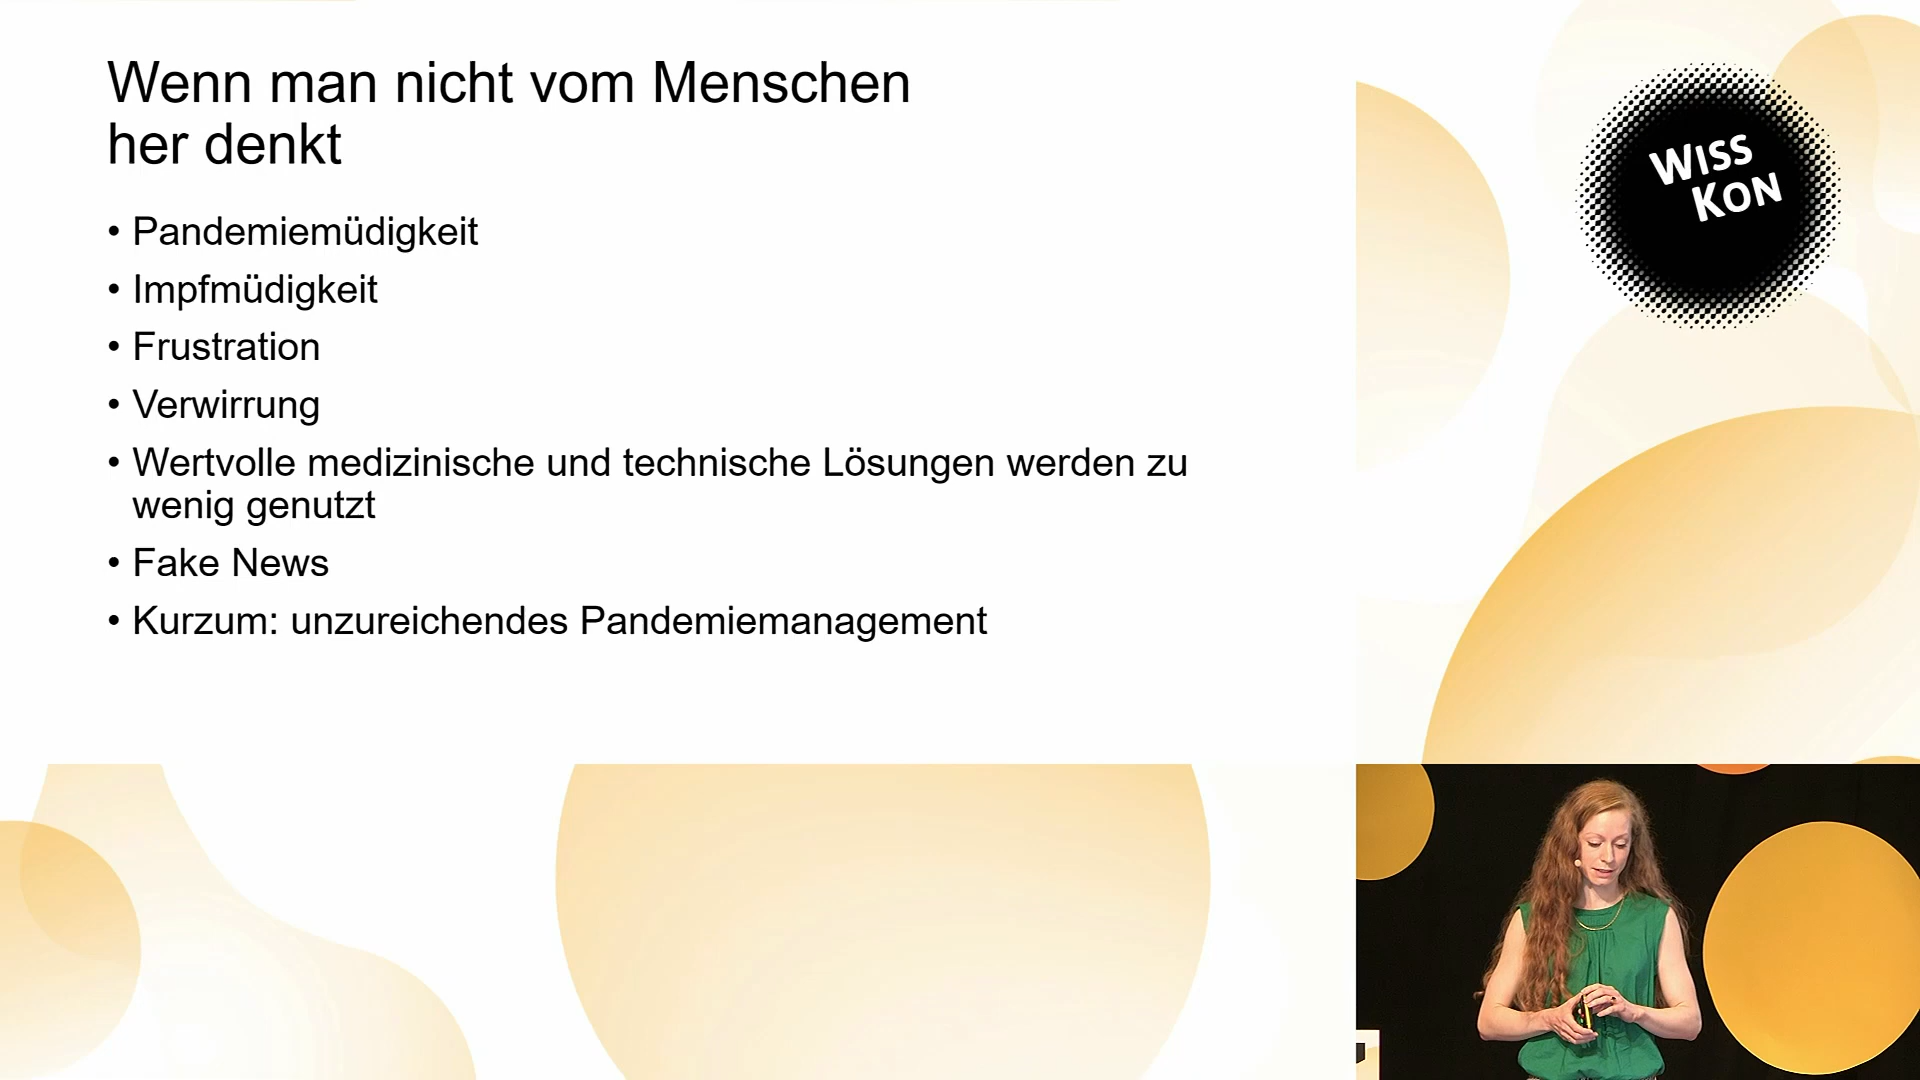 Wenn man nicht vom Menschen
her denkt
• Pandemiemüdigkeit
• Impfmüdigkeit
• Frustration
• Verwirrung
• Wertvolle medizinische und technische Lösungen werden zu
wenig genutzt
• Fake News
• Kurzum: unzureichendes Pandemiemanagement
WISS
KON